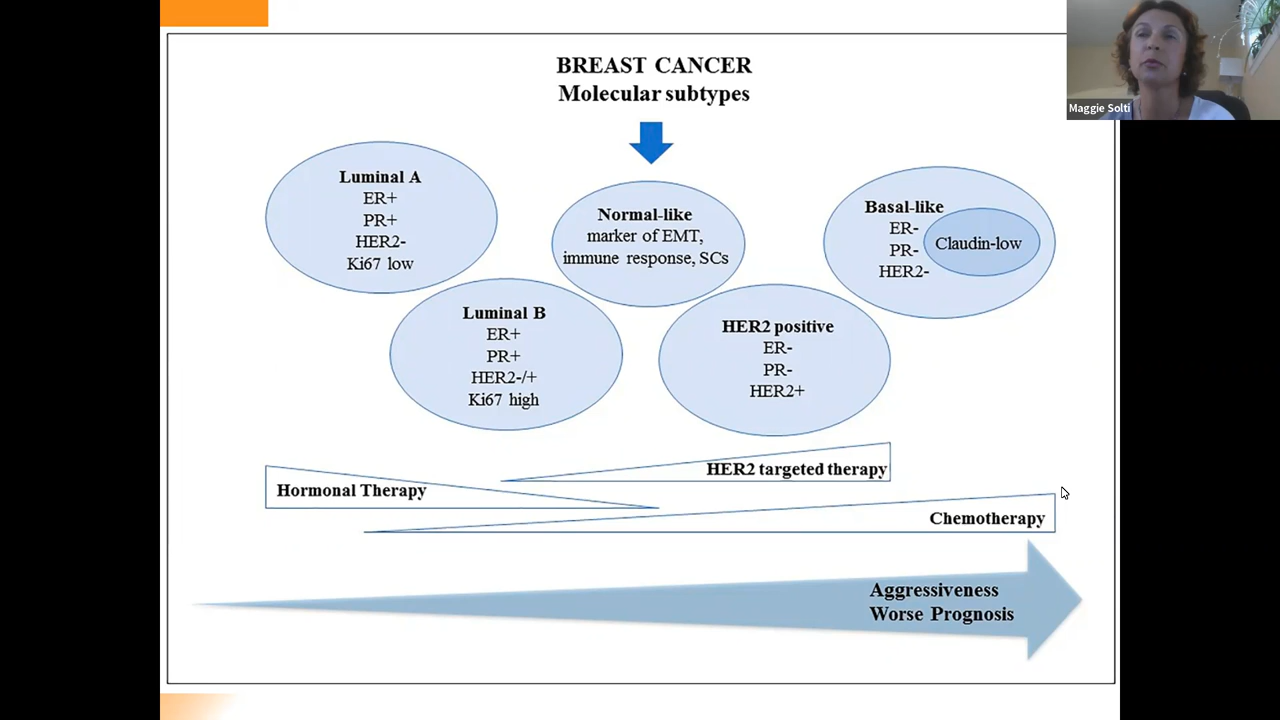 BREAST CANCER
Molecular subtypes
Maggie Solti
Luminal A
ER+
PR+
HER2-
Ki67 low
Normal-like
marker of EMT,
immune response, SCs
Basal-like
ER-
PR-
HER2-
Claudin-low
Luminal B
ER+
PR+
HER2-/+
Ki67 high
HER2 positive
ER-
PR-
HER2+
HER2 targeted therapy
Hormonal Therapy
Chemotherapy
Aggressiveness
Worse Prognosis